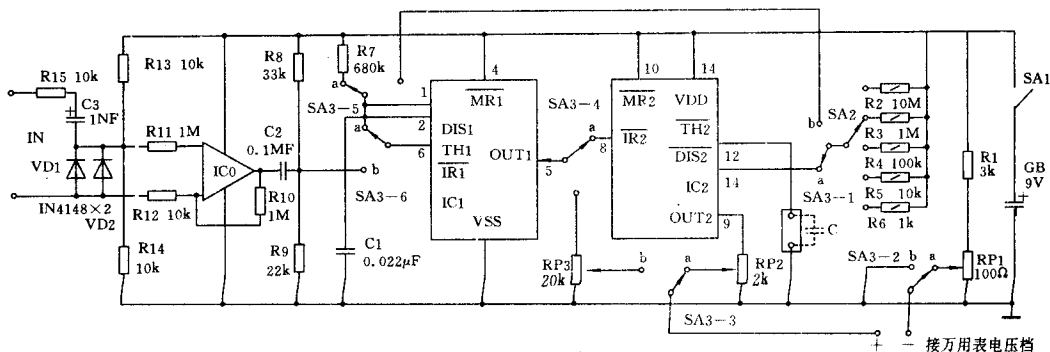 R15 10k
C3
1NF
IN
VD1
IN4148×2
VD2
R13 10k
R11 1M
R12 10k
R14
10k
IC0
C2
0.1MF
R10
1M
R8
33k
R9
22k
b
SA3-6
R7
680k
a
SA3-5
a
C1
0.022μF
1
2
6
4
MR1
DIS1
TH1
IR1
IC1
VSS
OUT1
5
SA3-4
a
8
10
14
MR2
VDD
IR2
TH2
DIS2
IC2
OUT2
12
14
9
C
RP3
20k
b
a
RP2
2k
SA3-3
b
SA2
a
SA3-1
R2 10M
R3 1M
R4 100k
R5 10k
R6 1k
SA3-2
b
a
R1
3k
RP1
100Ω
SA1
GB
9V
+
+
+
- 接万用表电压档